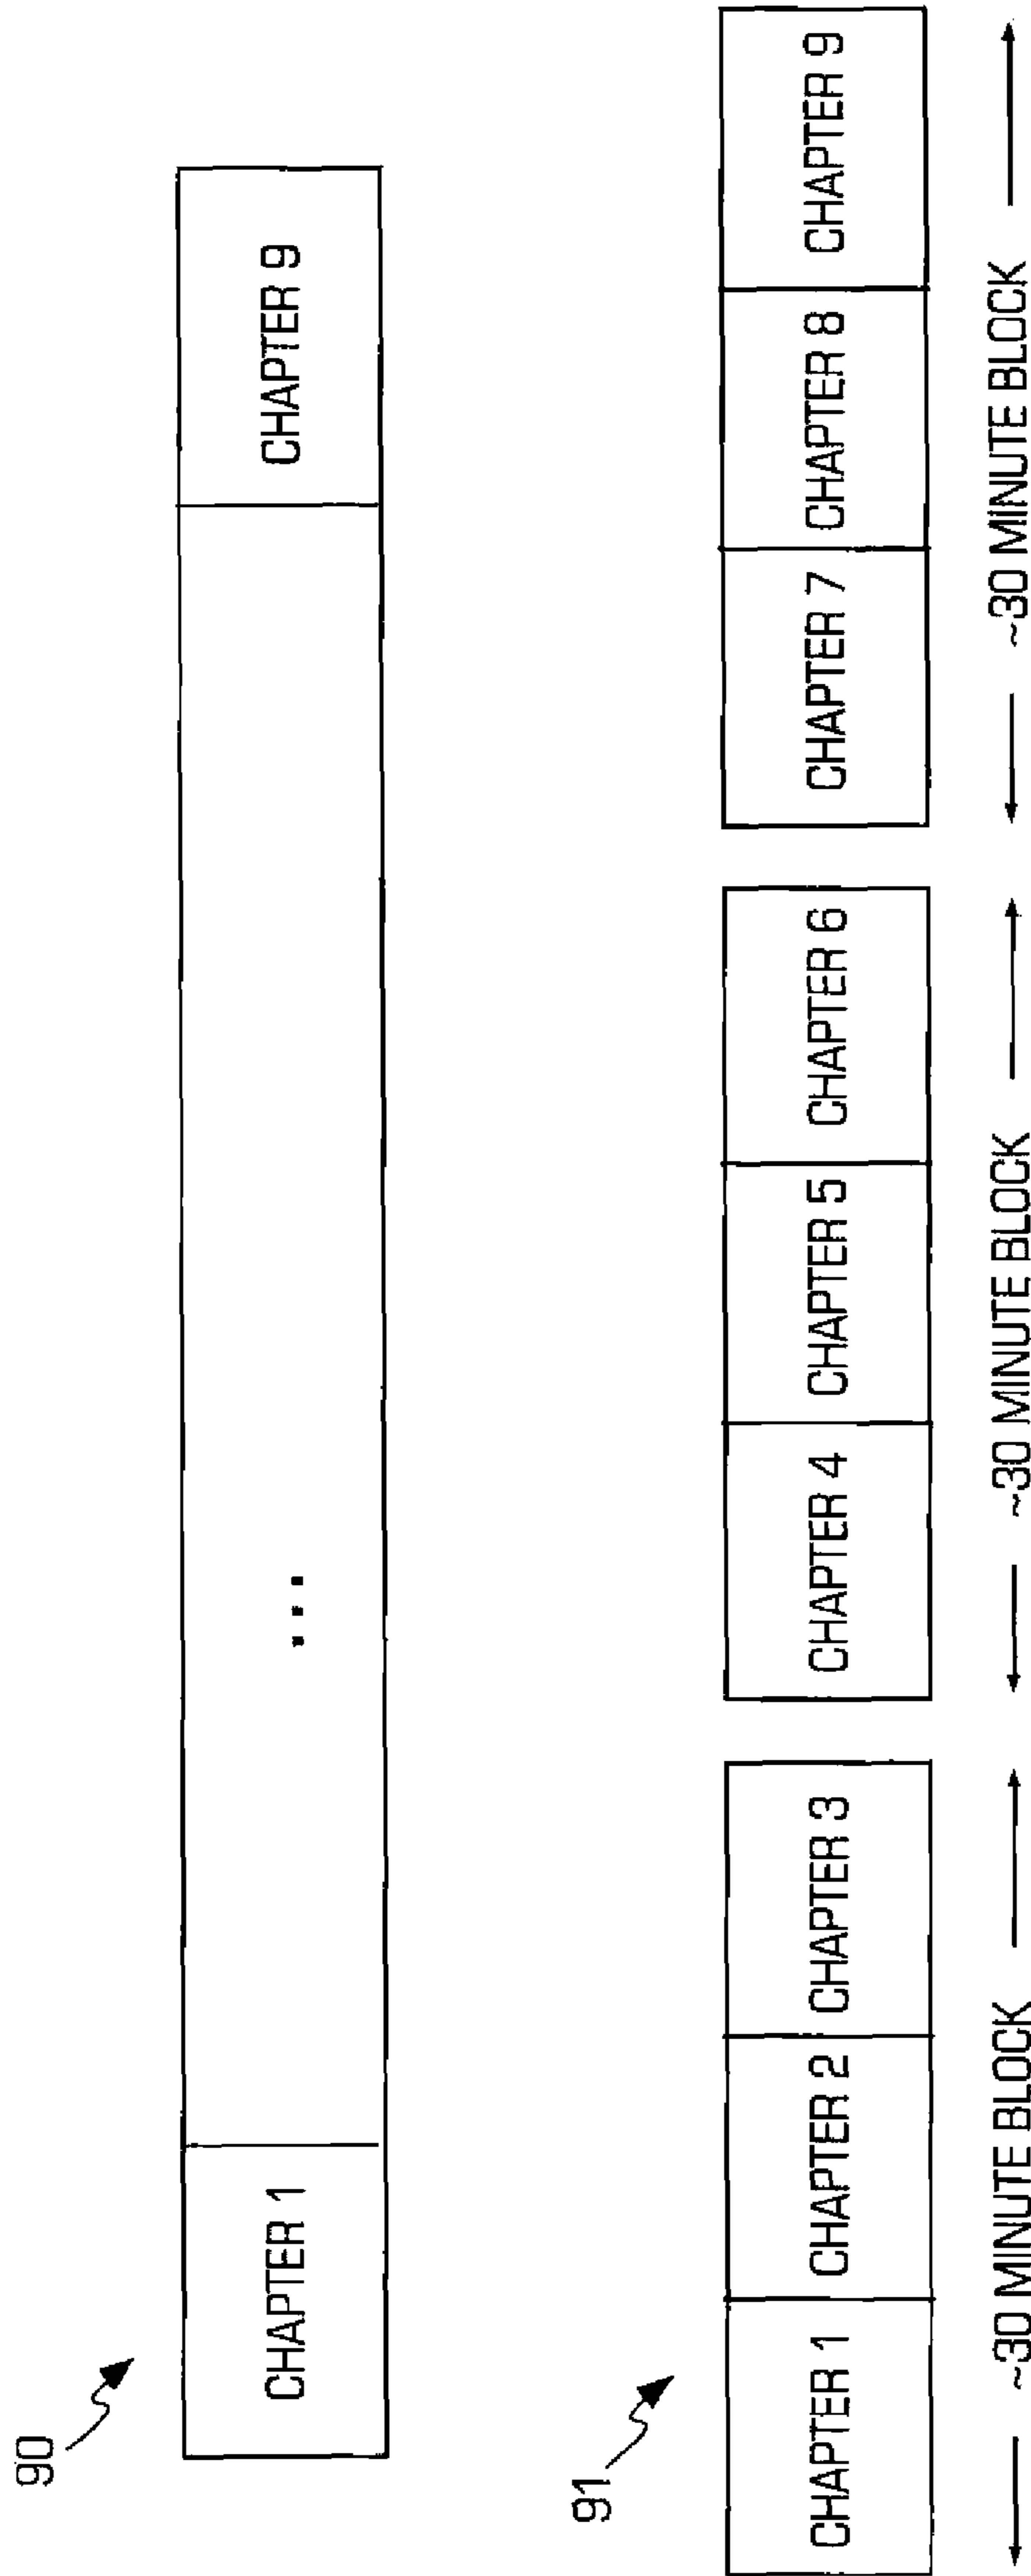 90
CHAPTER 1 ... CHAPTER 9
91
CHAPTER 1 CHAPTER 2 CHAPTER 3 CHAPTER 4 CHAPTER 5 CHAPTER 6 CHAPTER 7 CHAPTER 8 CHAPTER 9
~30 MINUTE BLOCK ~30 MINUTE BLOCK ~30 MINUTE BLOCK